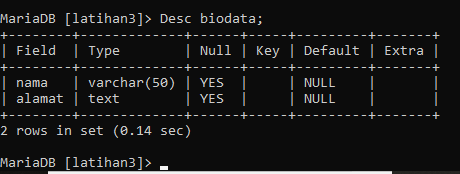 MariaDB [latihan3]> Desc biodata;
+--------+-------------+------+-----+---------+-------+
| Field  | Type        | Null | Key | Default | Extra |
+--------+-------------+------+-----+---------+-------+
| nama   | varchar(50) | YES  |     | NULL    |       |
| alamat | text        | YES  |     | NULL    |       |
+--------+-------------+------+-----+---------+-------+
2 rows in set (0.14 sec)
MariaDB [latihan3]> _